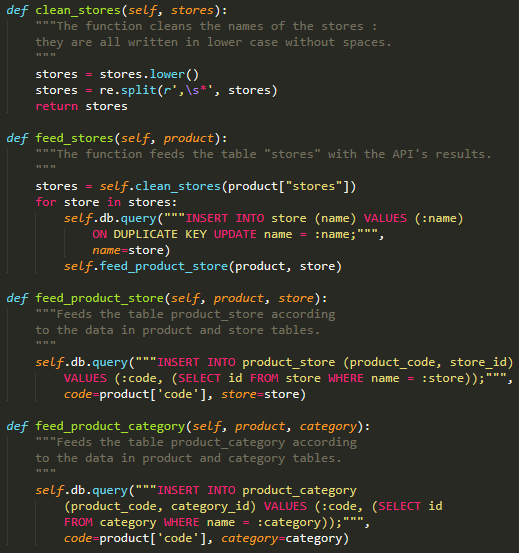 def clean_stores(self, stores):
    """The function cleans the names of the stores :
    they are all written in lower case without spaces.
    """
    stores = stores.lower()
    stores = re.split(r',\s*', stores)
    return stores

def feed_stores(self, product):
    """The function feeds the table "stores" with the API's results.
    """
    stores = self.clean_stores(product["stores"])
    for store in stores:
        self.db.query("""INSERT INTO store (name) VALUES (:name)
            ON DUPLICATE KEY UPDATE name = :name;""",
            name=store)
        self.feed_product_store(product, store)

def feed_product_store(self, product, store):
    """Feeds the table product_store according
    to the data in product and store tables.
    """
    self.db.query("""INSERT INTO product_store (product_code, store_id)
        VALUES (:code, (SELECT id FROM store WHERE name = :store));""",
        code=product['code'], store=store)

def feed_product_category(self, product, category):
    """Feeds the table product_category according
    to the data in product and category tables.
    """
    self.db.query("""INSERT INTO product_category
        (product_code, category_id) VALUES (:code, (SELECT id
        FROM category WHERE name = :category));""",
        code=product['code'], category=category)